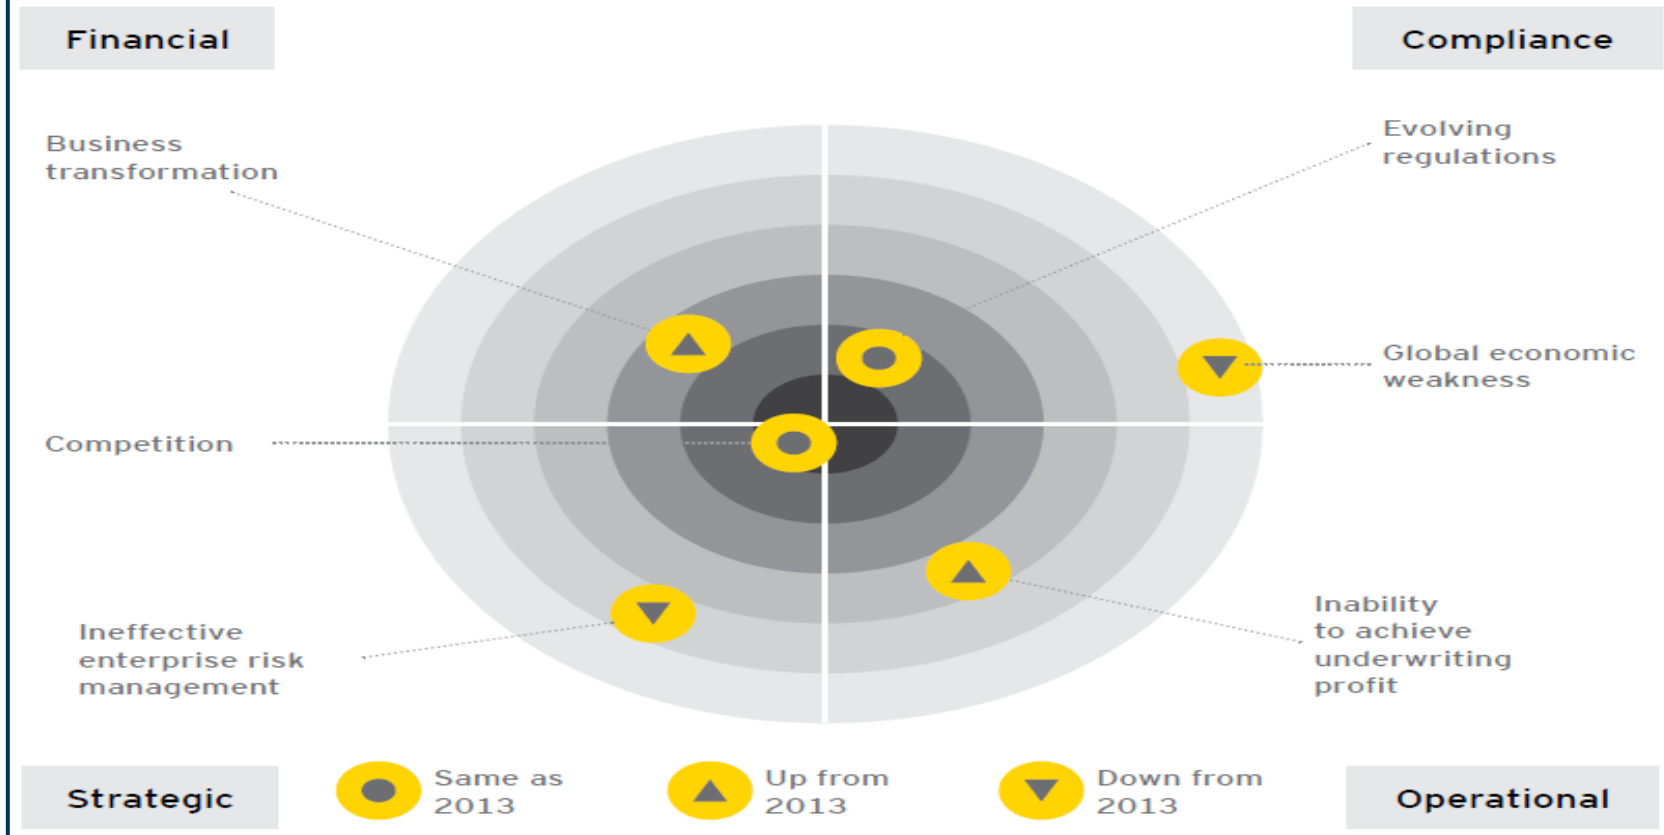 Financial
Compliance
Business
transformation
Evolving
regulations
Global economic
weakness
Competition
Ineffective
enterprise risk
management
Inability
to achieve
underwriting
profit
Strategic
Same as
2013
Up from
2013
Down from
2013
Operational